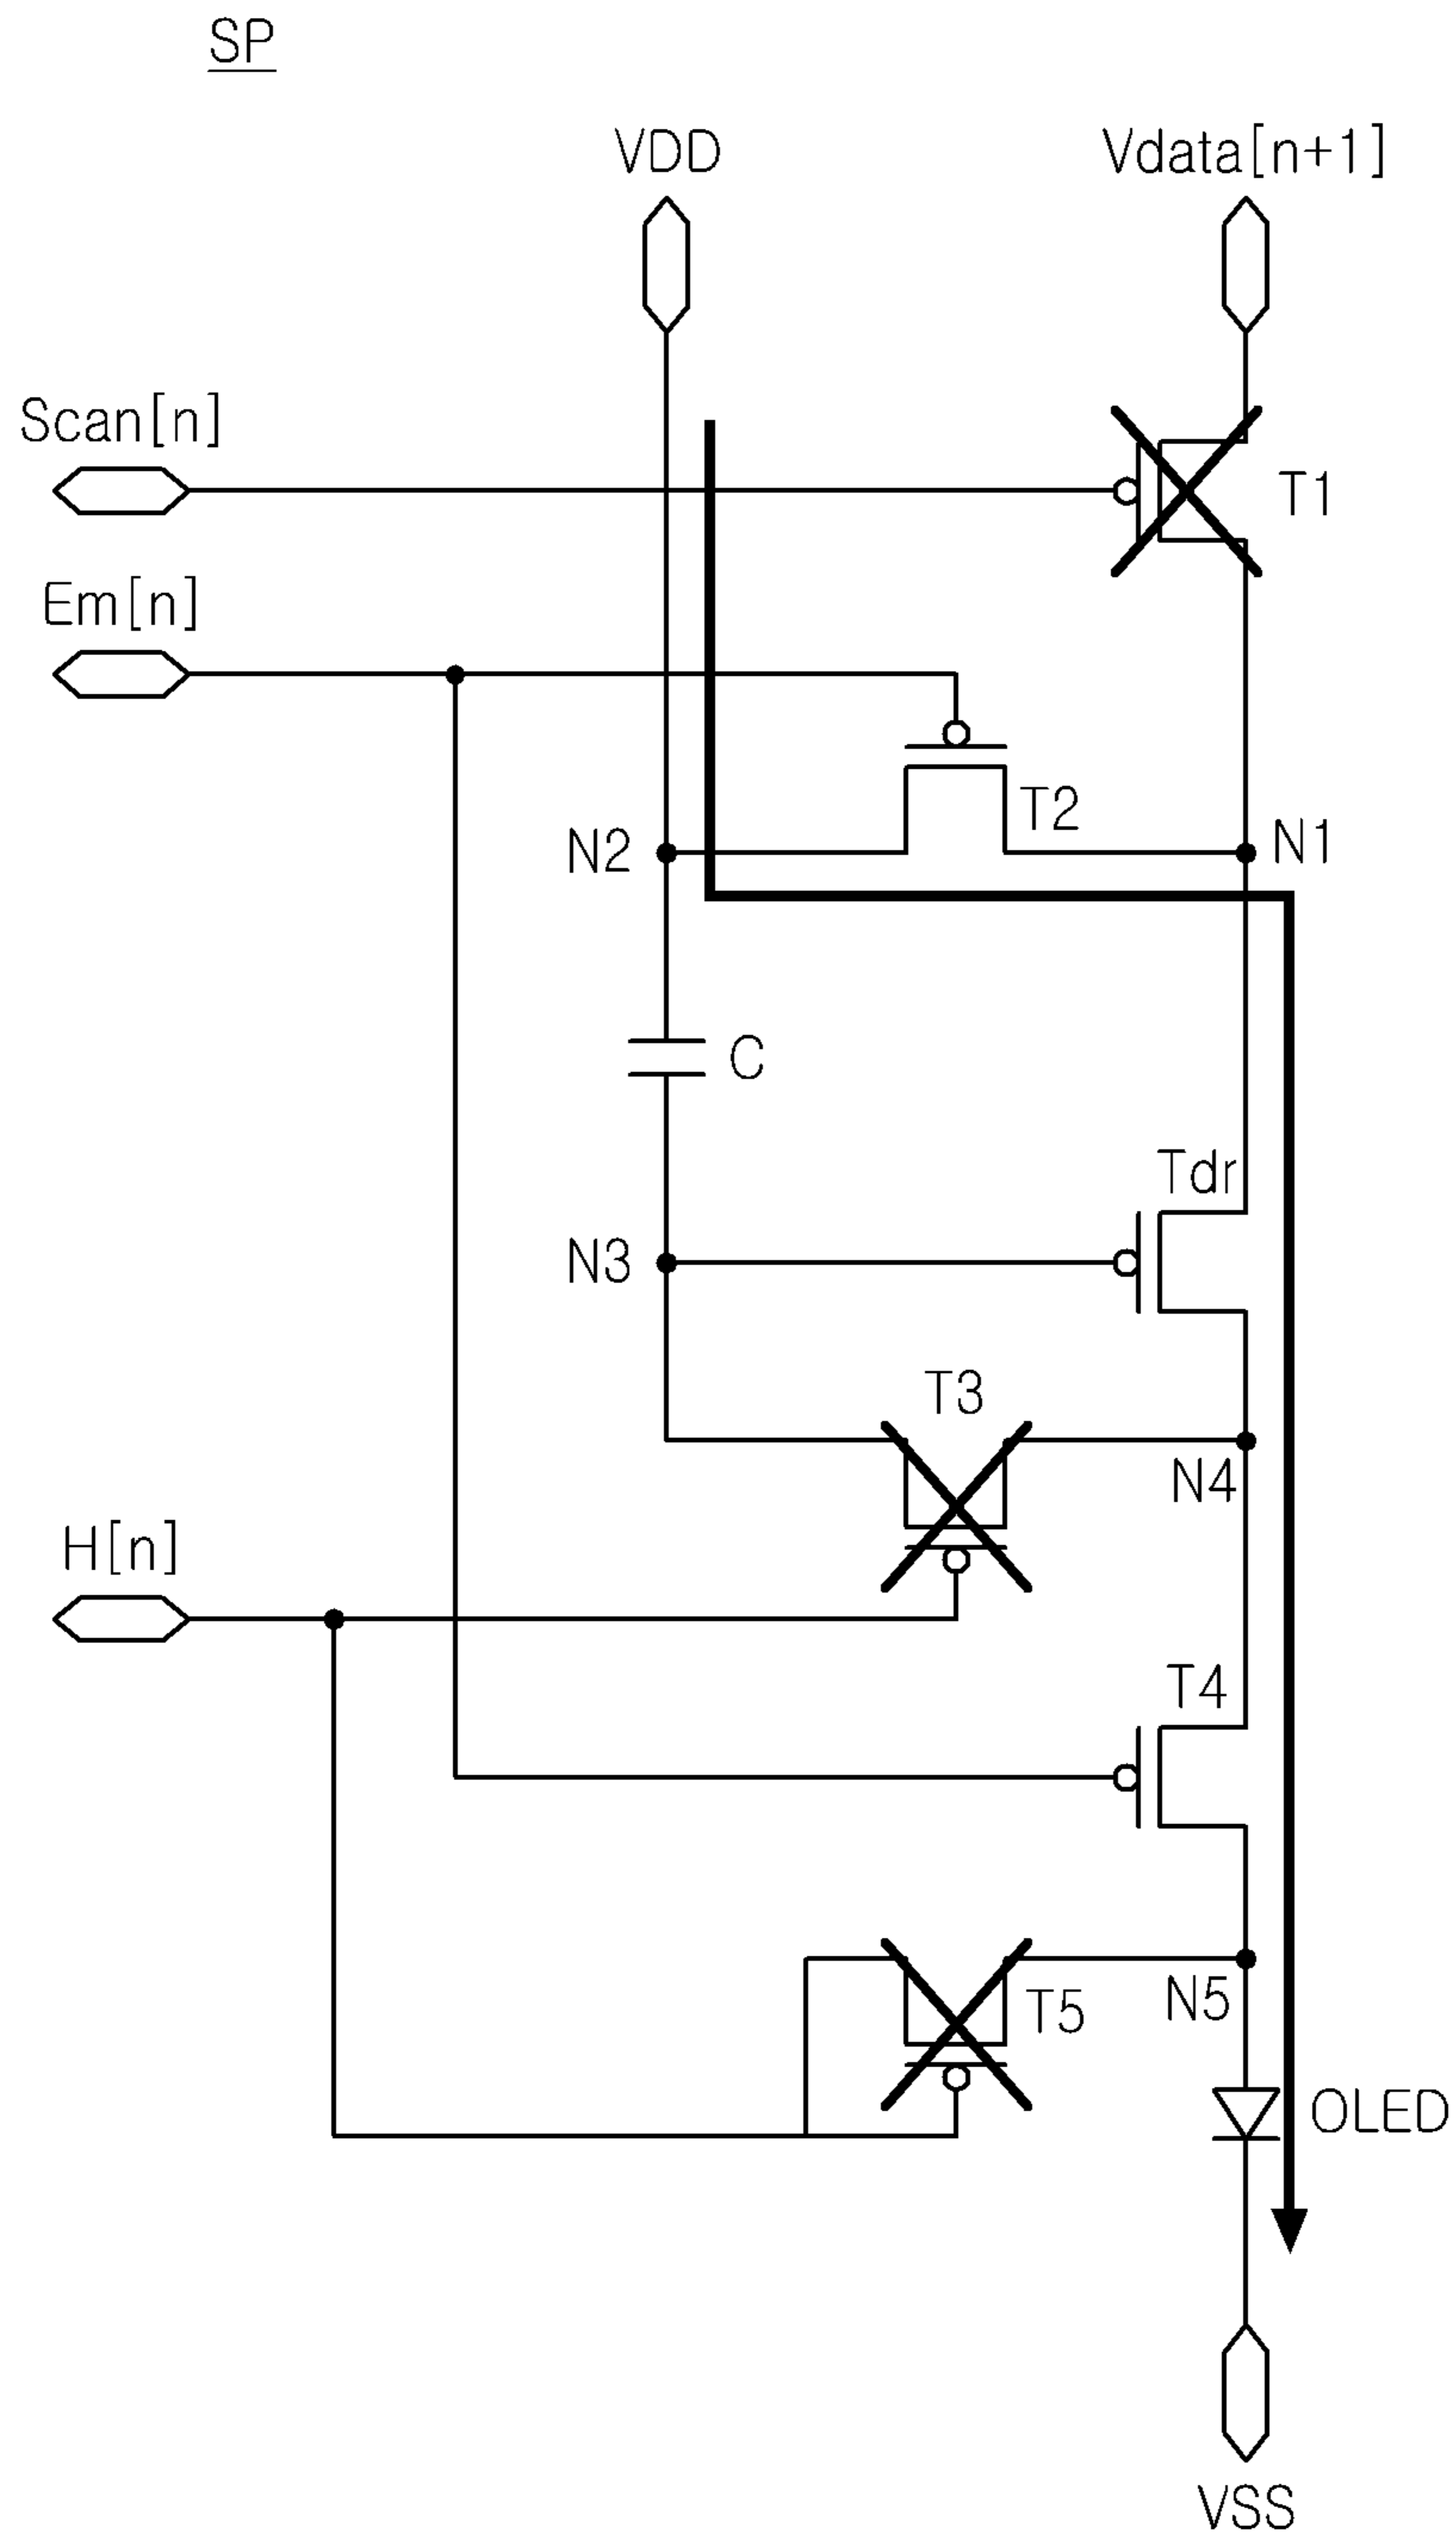 SP
VDD
Vdata[n+1]
Scan[n]
T1
Em[n]
T2
N2
N1
C
Tdr
N3
T3
N4
H[n]
T4
T5
N5
OLED
VSS